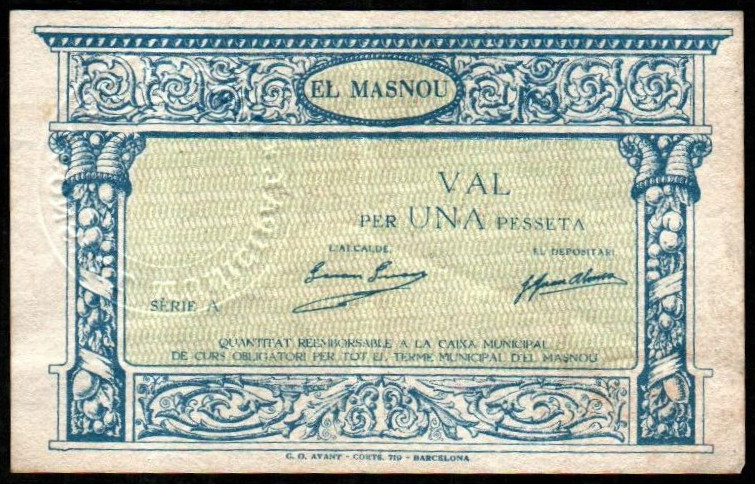 EL MASNOU
VAL
PER UNA PESSETA
L'ALCALDE,
EL DEPOSITARI
SÈRIE A
QUANTITAT REEMBORSABLE A LA CAIXA MUNICIPAL
DE CURS OBLIGATORI PER TOT EL TERME MUNICIPAL D'EL MASNOU
G. O. AVANT - CORTS, 719 - BARCELONA